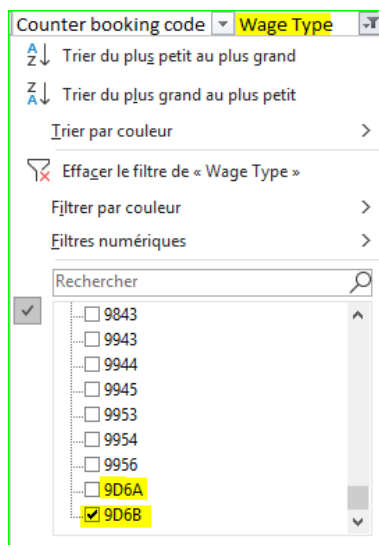 Counter booking code Wage Type
Trier du plus petit au plus grand
Trier du plus grand au plus petit
Trier par couleur
Effacer le filtre de « Wage Type »
Filtrer par couleur
Filtres numériques
Rechercher
9843
9943
9944
9945
9953
9954
9956
9D6A
9D6B